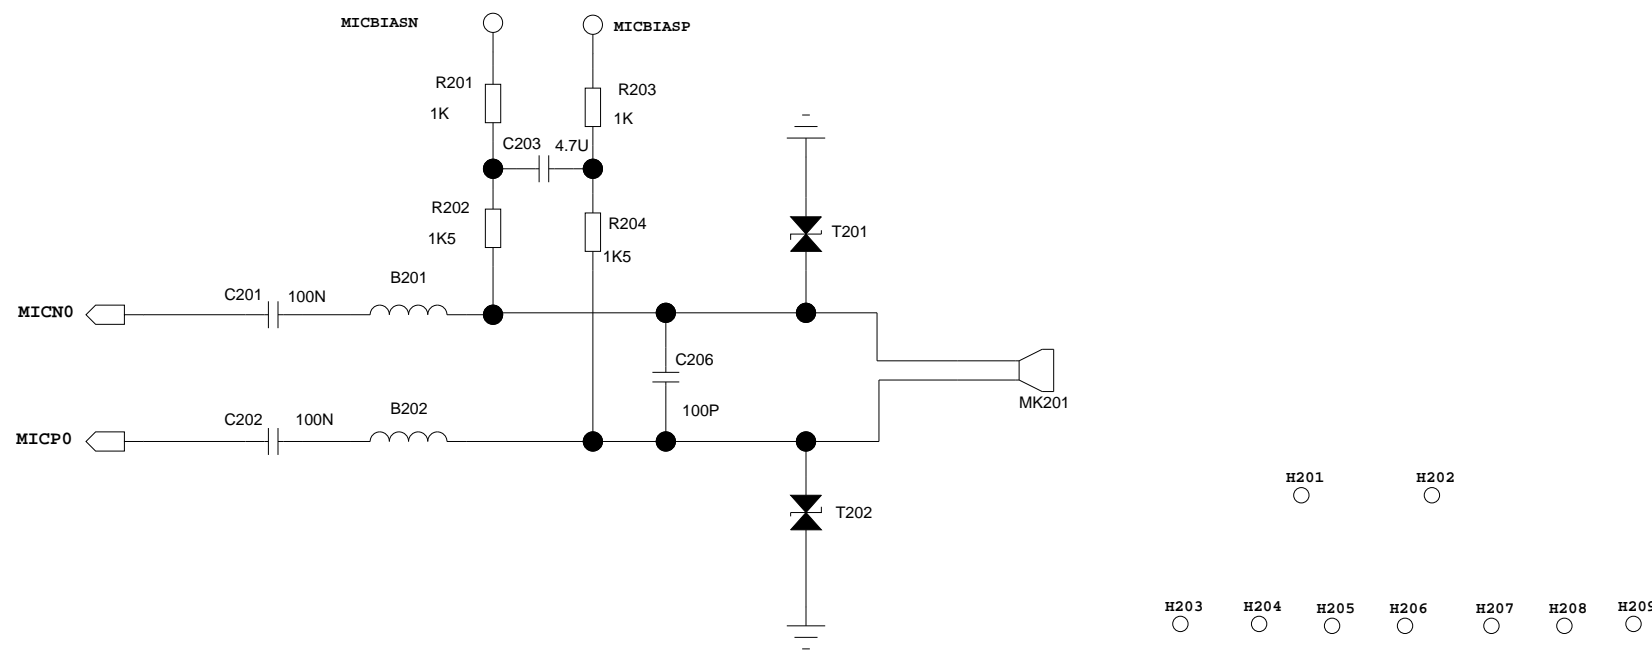 MICBIASN
MICBIASP
R201
1K
R203
1K
C203
4.7U
R202
1K5
R204
1K5
T201
B201
C201
100N
MICN0
C206
100P
MK201
B202
C202
100N
MICP0
T202
H201
H202
H203
H204
H205
H206
H207
H208
H209